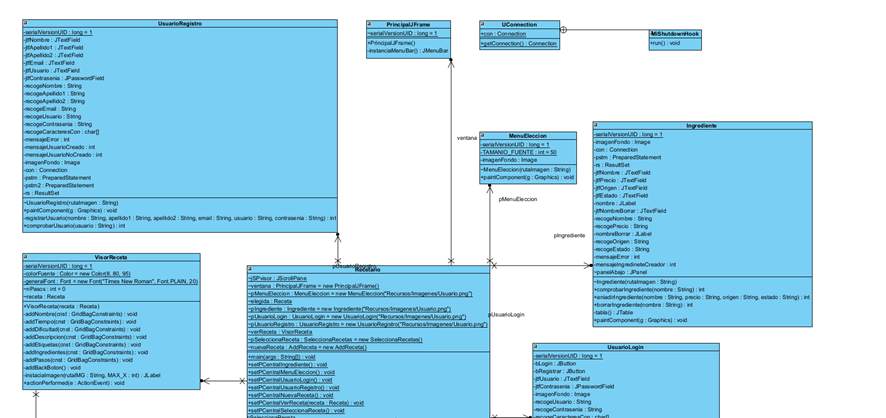 UsuarioRegistro
-serialVersionUID : long = 1
-jtfNombre : JTextField
-jtfApellido1 : JTextField
-jtfApellido2 : JTextField
-jtfEmail : JTextField
-jtfUsuario : JTextField
-jtfContrasenia : JPasswordField
-recogeNombre : String
-recogeApellido1 : String
-recogeApellido2 : String
-recogeEmail : String
-recogeUsuario : String
-recogeContrasenia : String
-recogeCaracteresCon : char[]
-mensajeError : int
-mensajeUsuarioCreado : int
-mensajeUsuarioNoCreado : int
-imagenFondo : Image
-con : Connection
-pstm : PreparedStatement
-pstm2 : PreparedStatement
-rs : ResultSet
+UsuarioRegistro(rutaImagen : String)
+paintComponent(g : Graphics) : void
-registrarUsuario(nombre : String, apellido1 : String, apellido2 : String, email : String, usuario : String, contrasenia : String) : int
+comprobarUsuario(usuario : String) : int
PrincipalJFrame
-serialVersionUID : long = 1
+PrincipalJFrame()
-instanciaMenuBar() : JMenuBar
UConnection
+con : Connection
+getConnection() : Connection
MiShutdownHook
+run() : void
ventana
MenuEleccion
-serialVersionUID : long = 1
-TAMANIO_FUENTE : int = 50
-imagenFondo : Image
+MenuEleccion(rutaImagen : String)
+paintComponent(g : Graphics) : void
pMenuEleccion
Ingrediente
-serialVersionUID : long = 1
-imagenFondo : Image
-con : Connection
-pstm : PreparedStatement
-rs : ResultSet
-jtfNombre : JTextField
-jtfPrecio : JTextField
-jtfOrigen : JTextField
-jtfEstado : JTextField
-nombre : JLabel
-jtfNombreBorrar : JTextField
-recogeNombre : String
-recogePrecio : String
-nombreBorrar : JLabel
-recogeOrigen : String
-recogeEstado : String
-mensajeError : int
-mensajeIngredineteCreador : int
-panelAbajo : JPanel
+Ingrediente(rutaImagen : String)
-comprobarIngrediente(nombre : String) : int
+aniadirIngrediente(nombre : String, precio : String, origen : String, estado : String) : int
+borrarIngrediente(nombre : String) : int
-tabla() : JTable
+paintComponent(g : Graphics) : void
pIngrediente
VisorReceta
-serialVersionUID : long = 1
-colorFuente : Color = new Color(8, 80, 95)
-generalFont : Font = new Font("Times New Roman", Font.PLAIN, 20)
-nPasos : int = 0
-receta : Receta
+VisorReceta(receta : Receta)
-addNombre(cnst : GridBagConstraints) : void
-addTiempo(cnst : GridBagConstraints) : void
-addDificultad(cnst : GridBagConstraints) : void
-addDescripcion(cnst : GridBagConstraints) : void
-addEtiquetas(cnst : GridBagConstraints) : void
-addIngredientes(cnst : GridBagConstraints) : void
-addPasos(cnst : GridBagConstraints) : void
-addBackBoton() : void
-instaciaImagen(rutaIMG : String, MAX_X : int) : JLabel
+actionPerformed(e : ActionEvent) : void
Recetario
-jSPvisor : JScrollPane
~ventana : PrincipalJFrame = new PrincipalJFrame()
~pMenuEleccion : MenuEleccion = new MenuEleccion("Recursos/Imagenes/Usuario.png")
~elegida : Receta
~pIngrediente : Ingrediente = new Ingrediente("Recursos/Imagenes/Usuario.png")
~pUsuarioLogin : UsuarioLogin = new UsuarioLogin("Recursos/Imagenes/Usuario.png")
~pUsuarioRegistro : UsuarioRegistro = new UsuarioRegistro("Recursos/Imagenes/Usuario.png")
~verReceta : VisorReceta
~pSeleccionaReceta : SeleccionaRecetas = new SeleccionaRecetas()
~nuevaReceta : AddReceta = new AddReceta()
+main(args : String[]) : void
+setPCentralIngrediente() : void
+setPCentralMenuEleccion() : void
+setPCentralUsuarioLogin() : void
+setPCentralUsuarioRegistro() : void
+setPCentralNuevaReceta() : void
+setPCentralVerReceta(receta : Receta) : void
+setPCentralSeleccionaReceta() : void
pUsuarioLogin
UsuarioLogin
-serialVersionUID : long = 1
-bLogin : JButton
-bRegistrar : JButton
-jtfUsuario : JTextField
-jtfContrasenia : JPasswordField
-imagenFondo : Image
-recogeUsuario : String
-recogeContrasenia : String
-recogeCaracteresCon : char[]